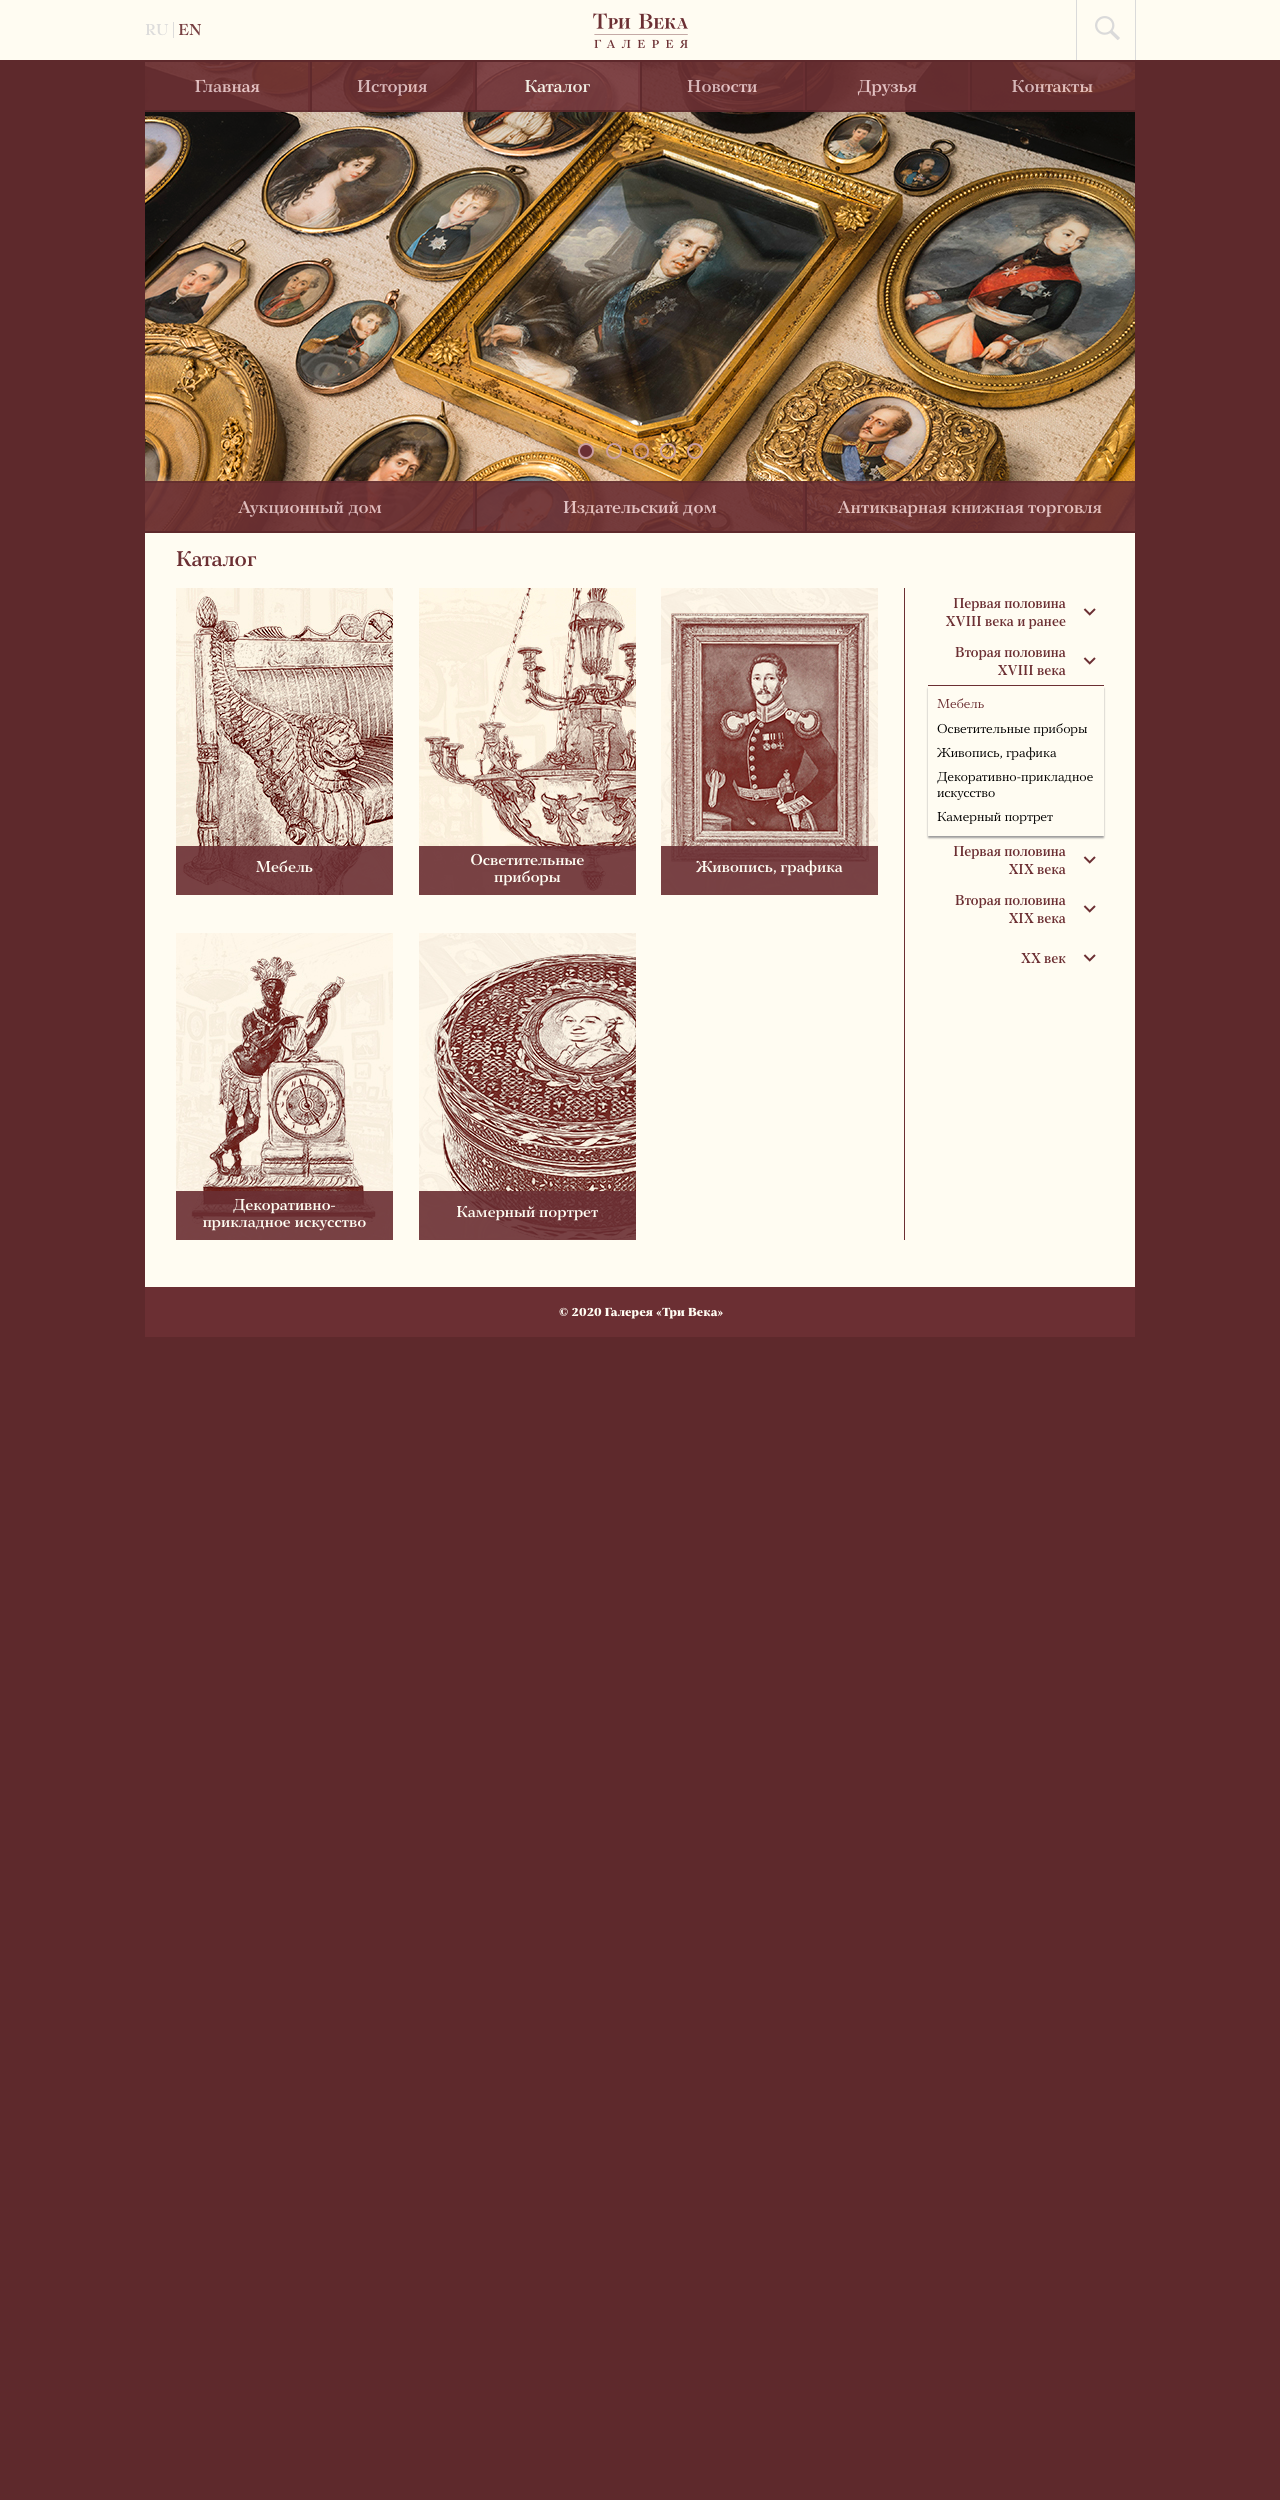 RU | EN
Три Века
ГАЛЕРЕЯ
Главная
История
Каталог
Новости
Друзья
Контакты
Аукционный дом
Издательский дом
Антикварная книжная торговля
Каталог
Мебель
Осветительные
приборы
Живопись, графика
Декоративно-
прикладное искусство
Камерный портрет
Первая половина
XVIII века и ранее
Вторая половина
XVIII века
Мебель
Осветительные приборы
Живопись, графика
Декоративно-прикладное
искусство
Камерный портрет
Первая половина
XIX века
Вторая половина
XIX века
XX век
© 2020 Галерея «Три Века»